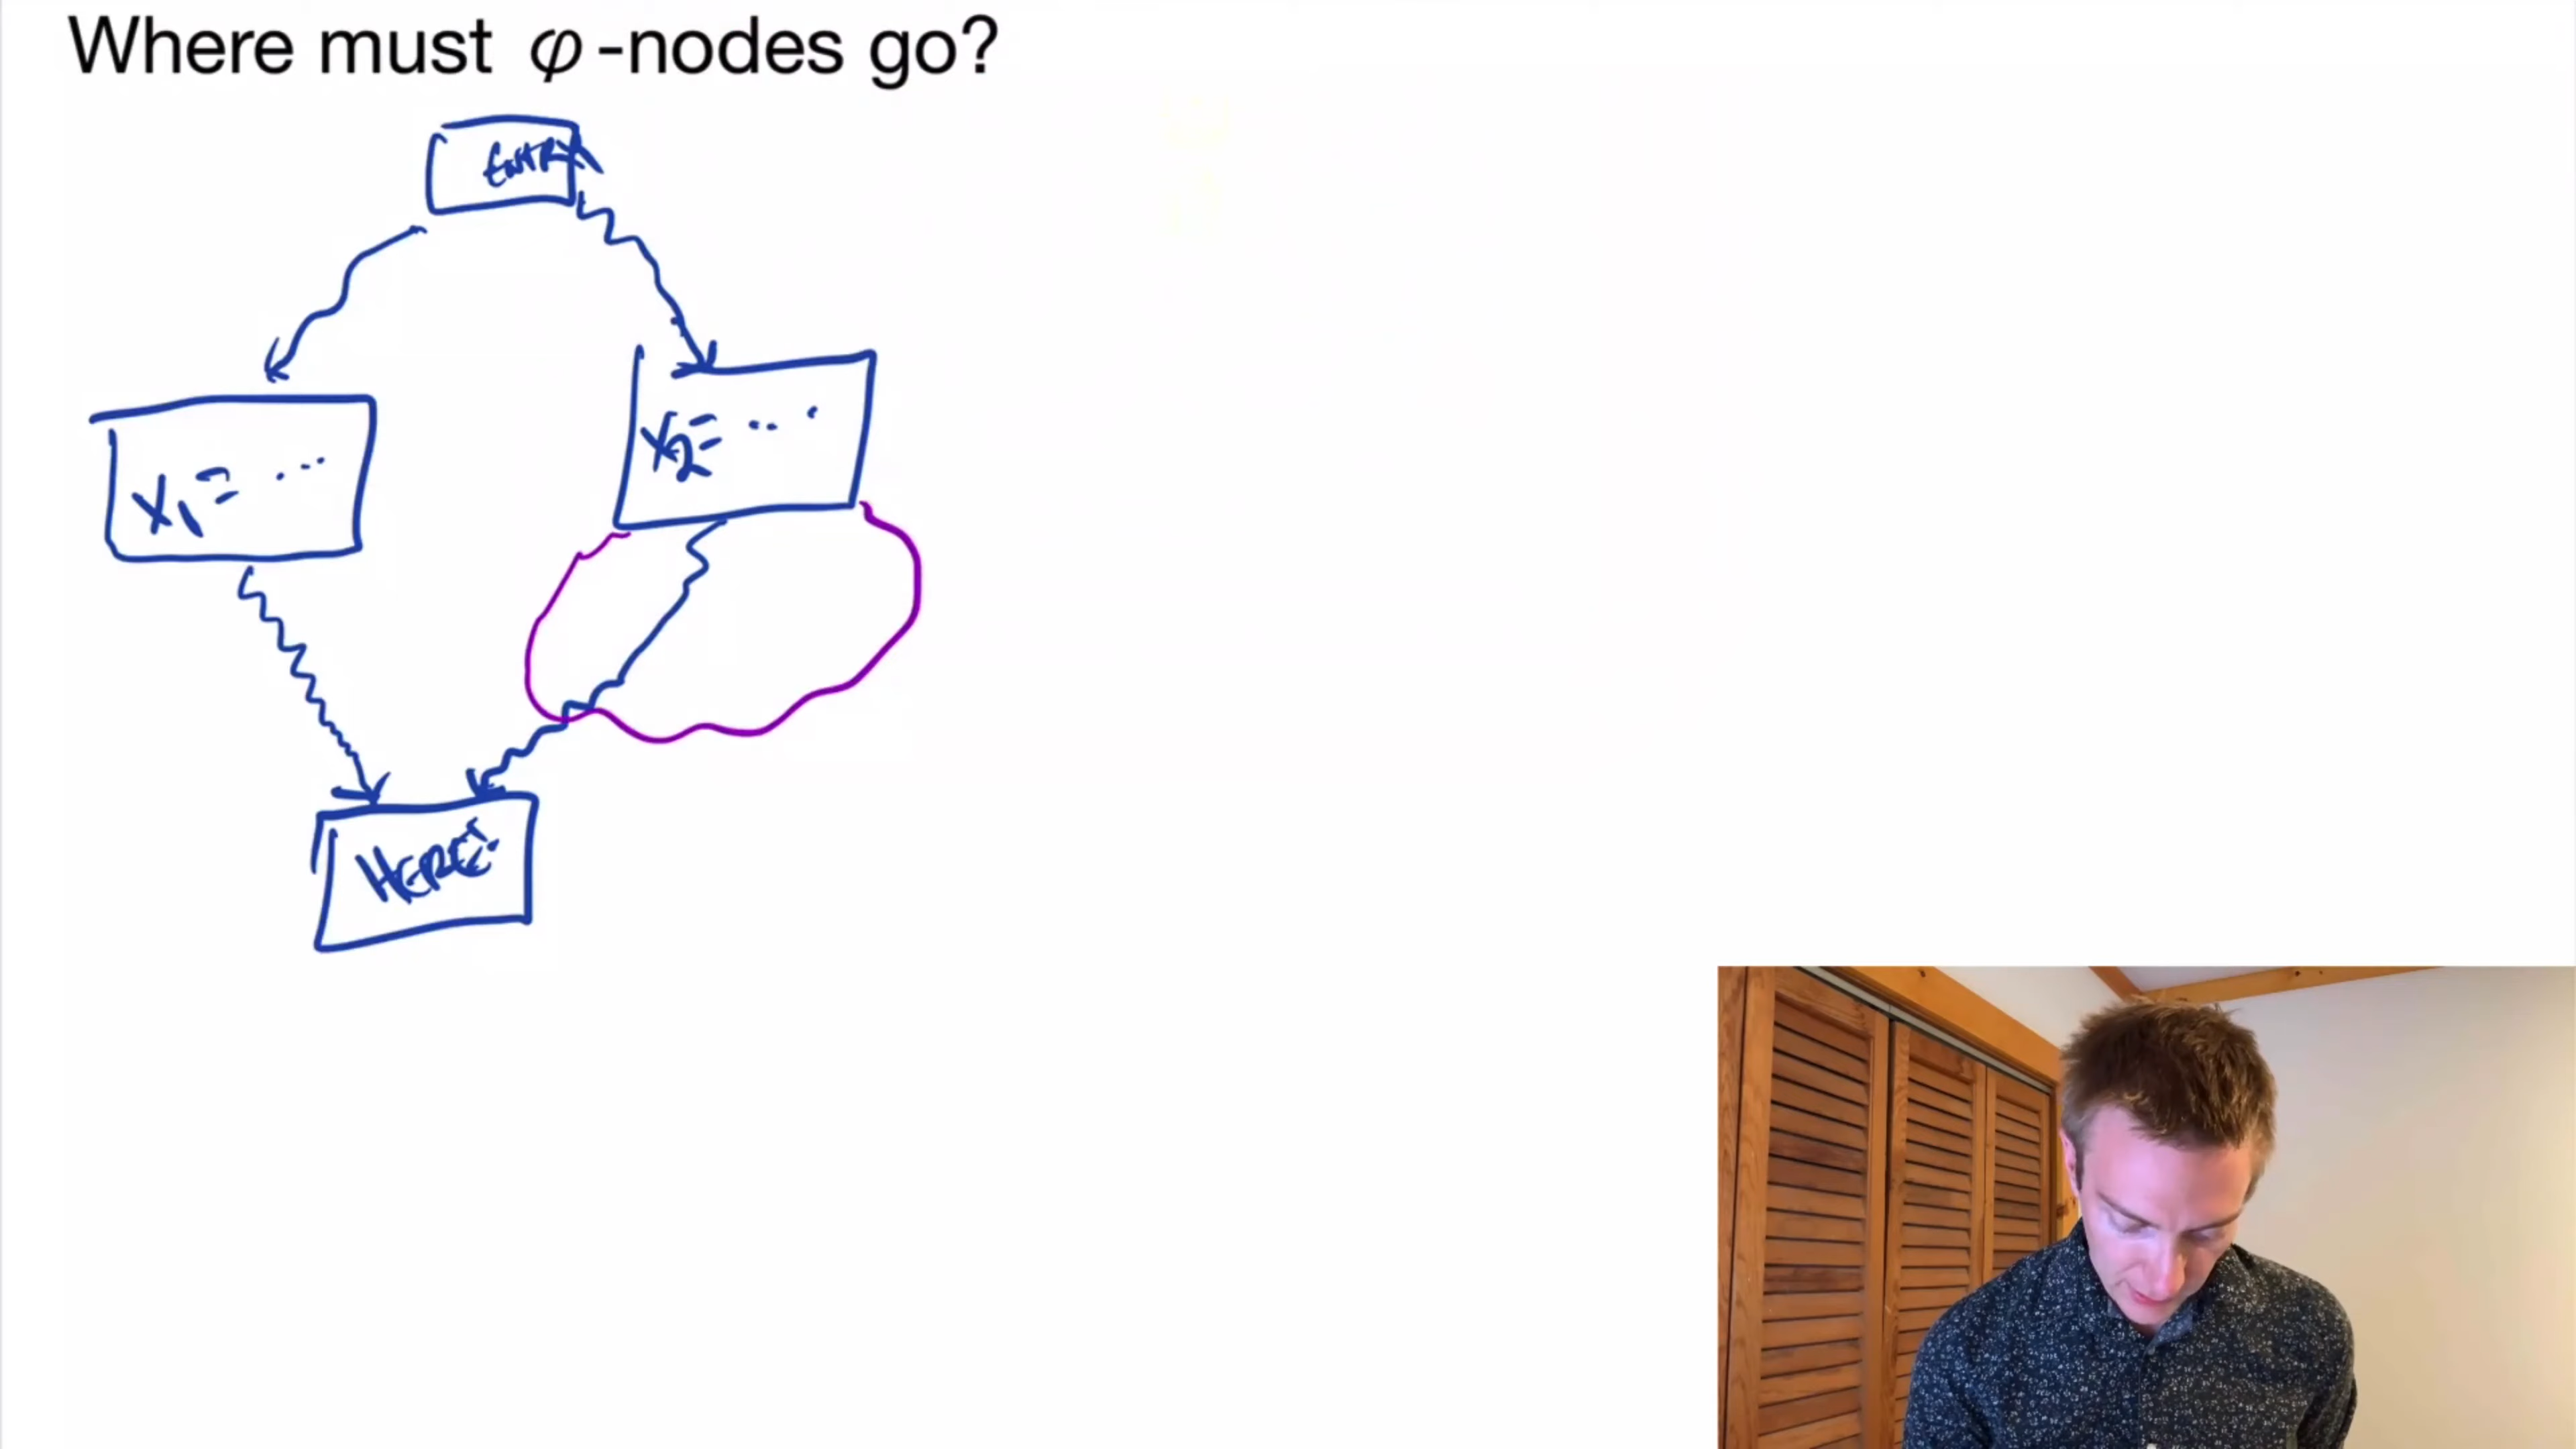 Where must φ-nodes go?
ENTRY
X₁ = ...
X₂ = ...
HERE!